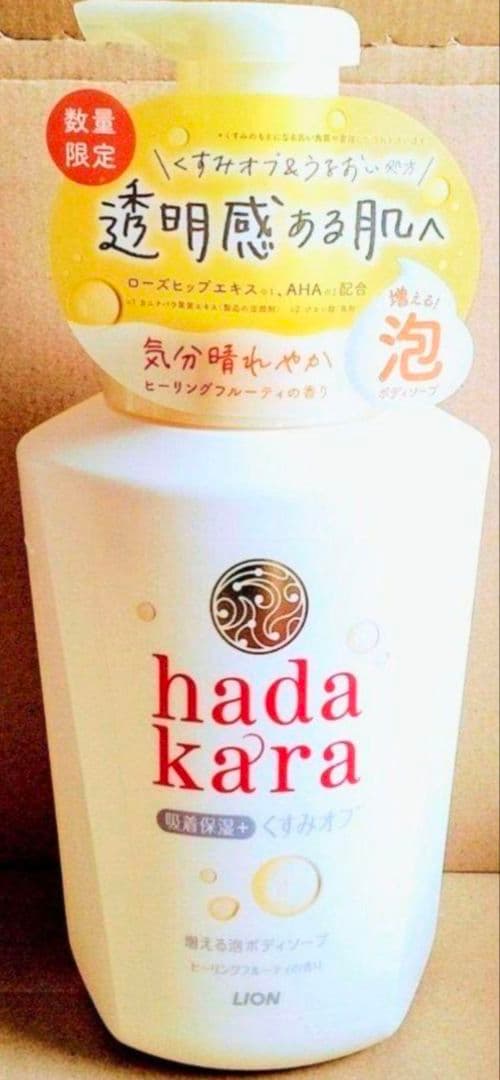 数量
限定
くすみオフ&うるおい処方
透明感ある肌へ
ローズヒップエキス※1、AHA※2配合
増える!
泡
ボディソープ
気分晴れやか
ヒーリングフルーティの香り
hada
kara
吸着保湿+ くすみオフ
増える泡ボディソープ
ヒーリングフルーティの香り
LION